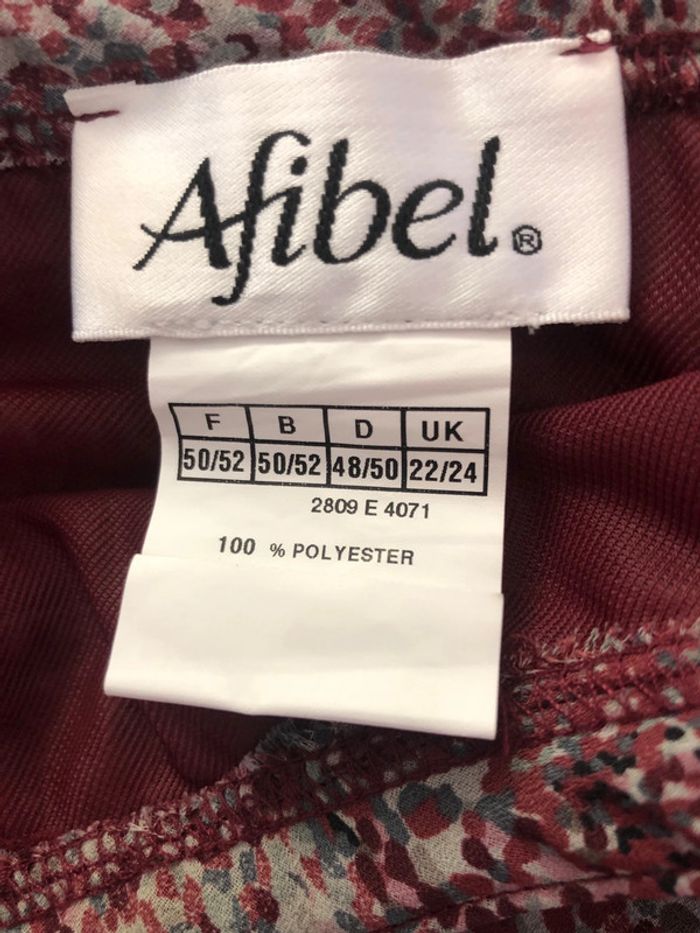 Afibel®
F B D UK
50/52 50/52 48/50 22/24
2809 E 4071
100 % POLYESTER